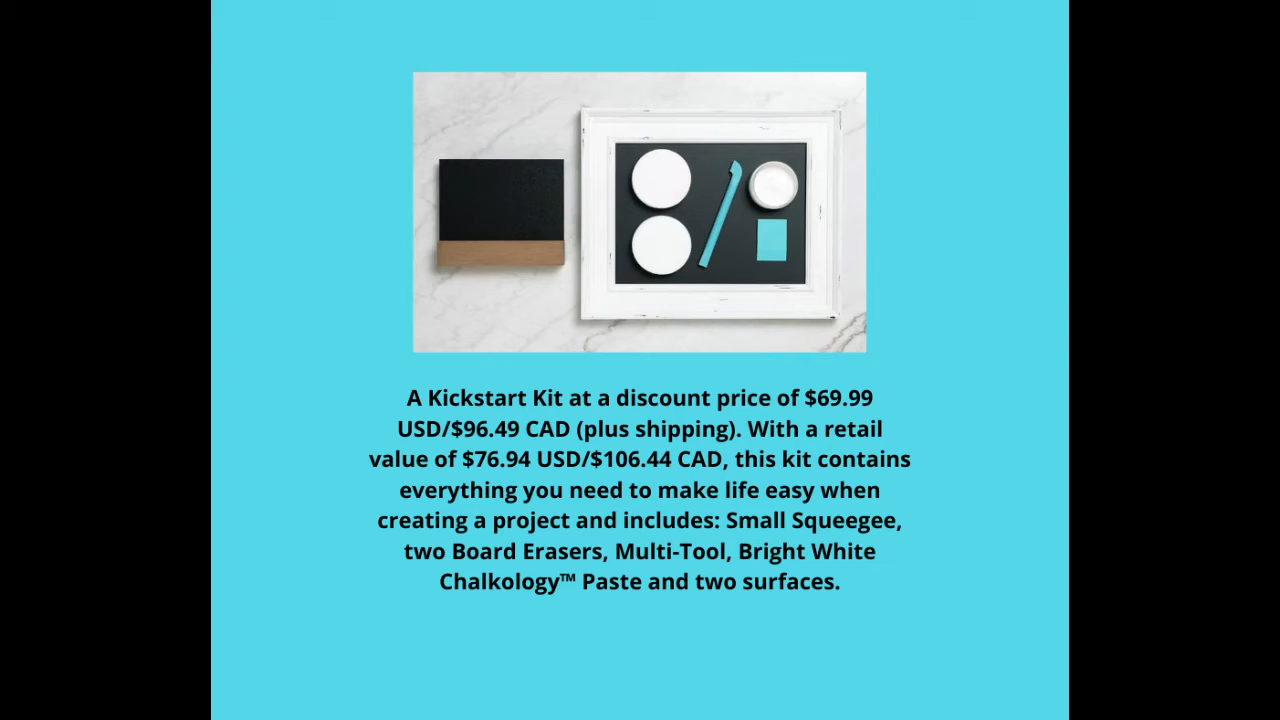 A Kickstart Kit at a discount price of $69.99
USD/$96.49 CAD (plus shipping). With a retail
value of $76.94 USD/$106.44 CAD, this kit contains
everything you need to make life easy when
creating a project and includes: Small Squeegee,
two Board Erasers, Multi-Tool, Bright White
Chalkology™ Paste and two surfaces.